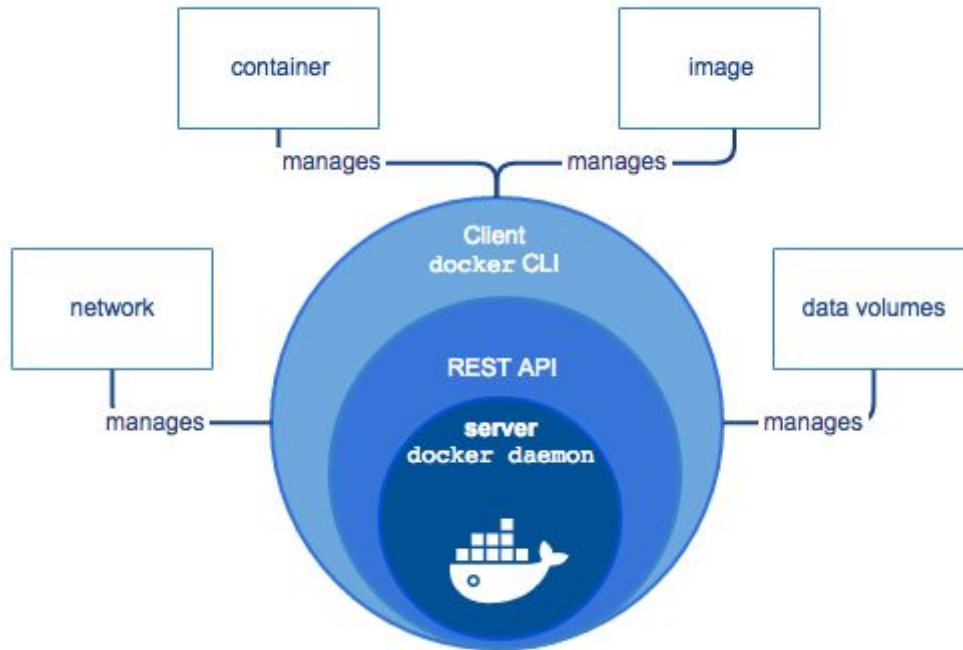 container
image
manages
manages
Client
docker CLI
network
data volumes
REST API
manages
manages
server
docker daemon